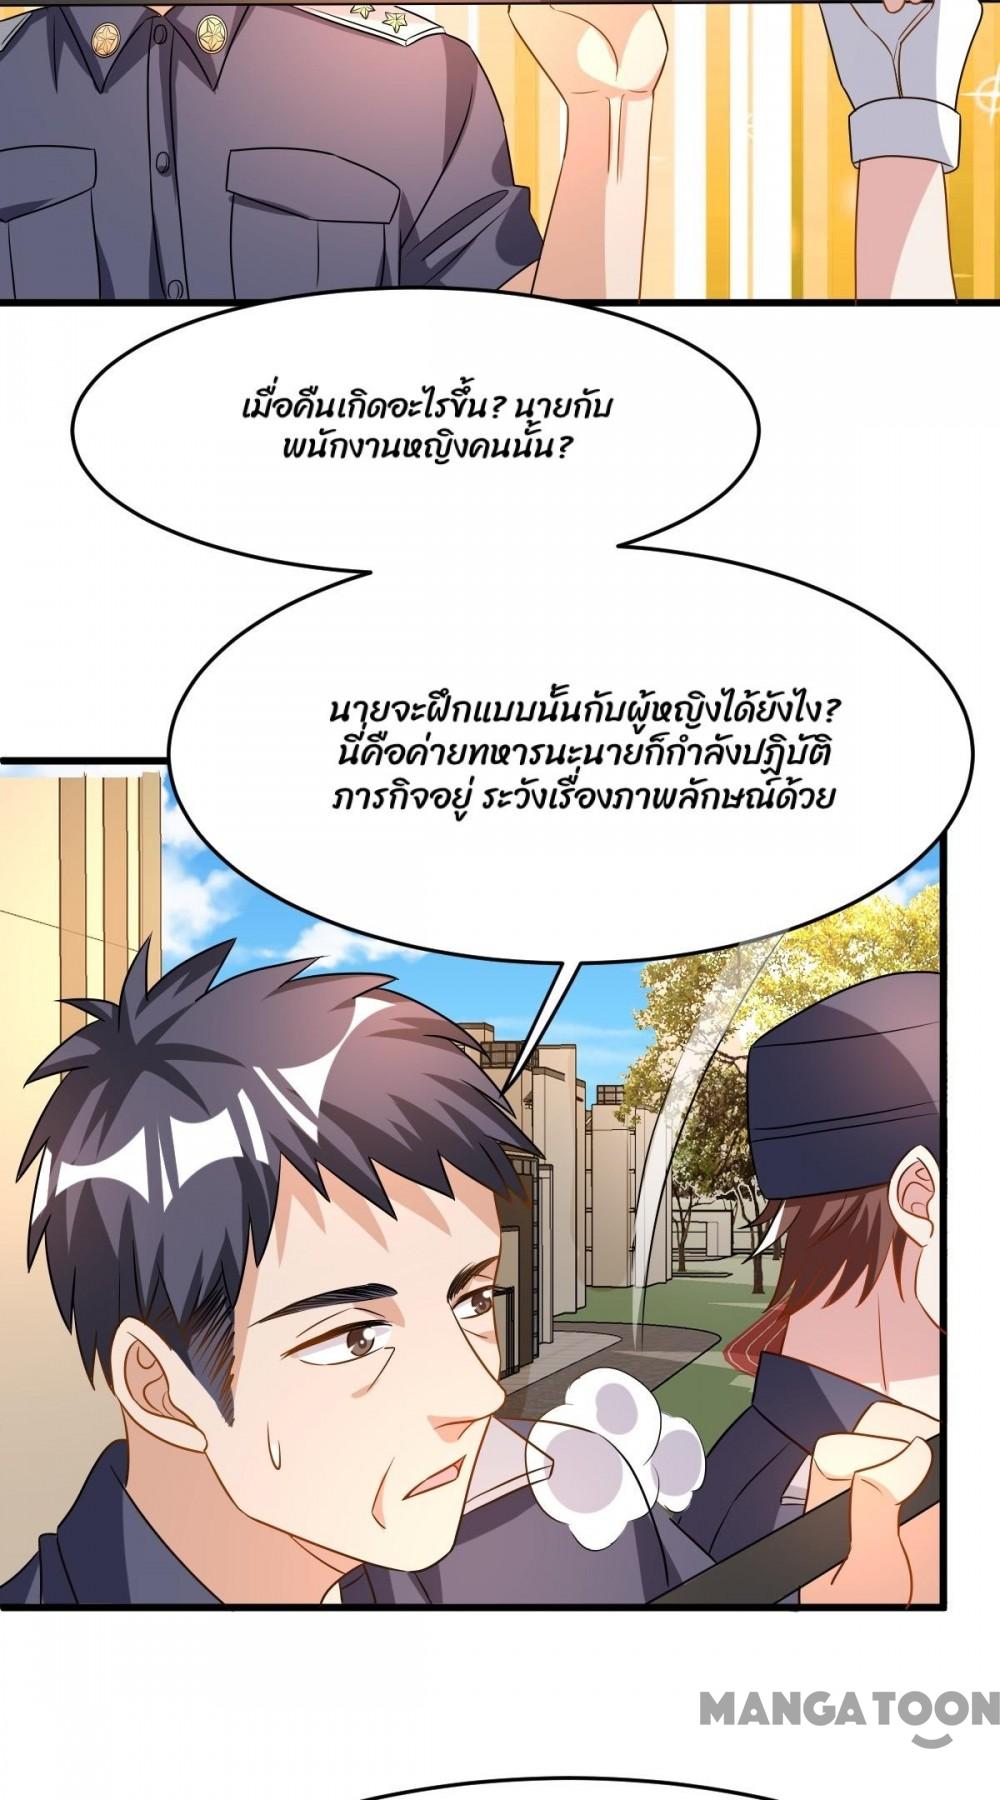 เมื่อคืนเกิดอะไรขึ้น? นายกับ
พนักงานหญิงคนนั้น?
นายจะฝึกแบบนั้นกับผู้หญิงได้ยังไง?
นี่คือค่ายทหารนะนายก็กำลังปฏิบัติ
ภารกิจอยู่ ระวังเรื่องภาพลักษณ์ด้วย
MANGATOON